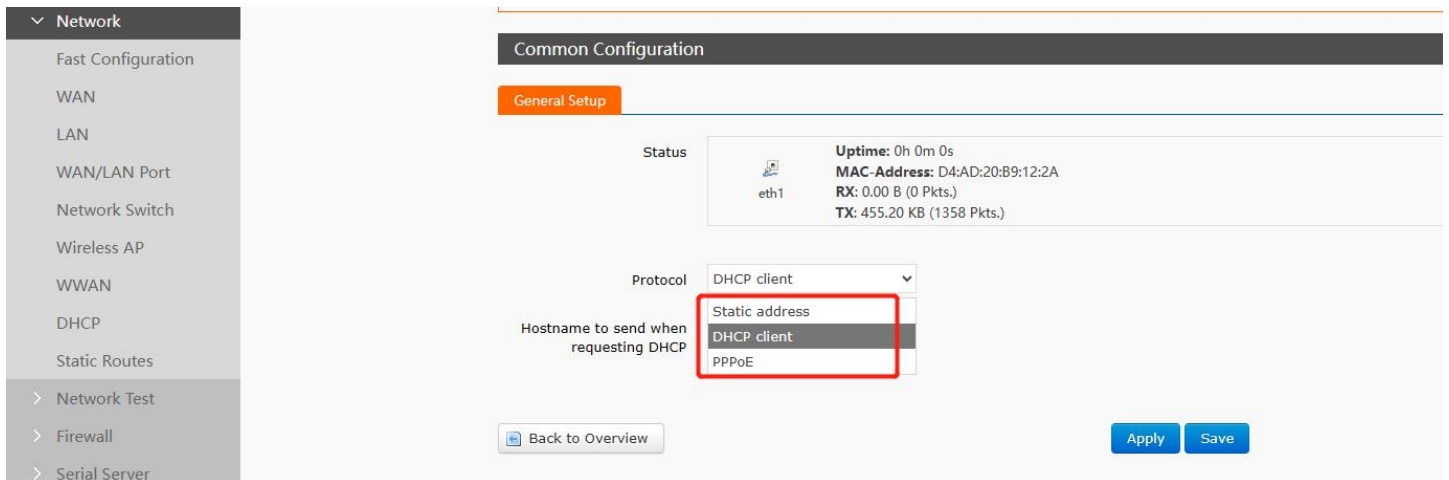 Network
Fast Configuration
WAN
LAN
WAN/LAN Port
Network Switch
Wireless AP
WWAN
DHCP
Static Routes
Network Test
Firewall
Serial Server
Common Configuration
General Setup
Status
eth1
Uptime: 0h 0m 0s
MAC-Address: D4:AD:20:B9:12:2A
RX: 0.00 B (0 Pkts.)
TX: 455.20 KB (1358 Pkts.)
Protocol
DHCP client
Static address
DHCP client
PPPoE
Hostname to send when
requesting DHCP
Back to Overview
Apply
Save